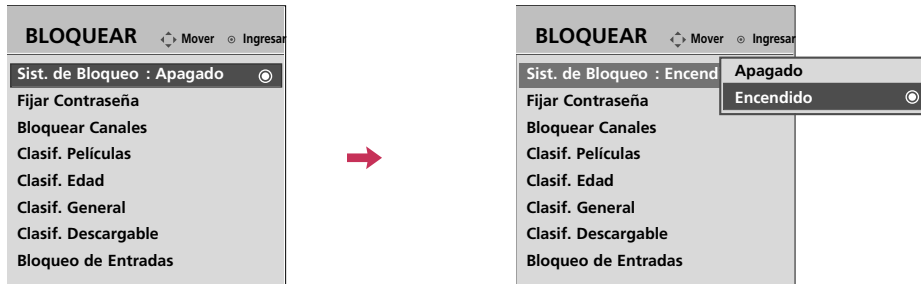 BLOQUEAR Mover Ingresar
Sist. de Bloqueo : Apagado
Fijar Contraseña
Bloquear Canales
Clasif. Películas
Clasif. Edad
Clasif. General
Clasif. Descargable
Bloqueo de Entradas
BLOQUEAR Mover Ingresar
Sist. de Bloqueo : Encend
Apagado
Encendido
Fijar Contraseña
Bloquear Canales
Clasif. Películas
Clasif. Edad
Clasif. General
Clasif. Descargable
Bloqueo de Entradas